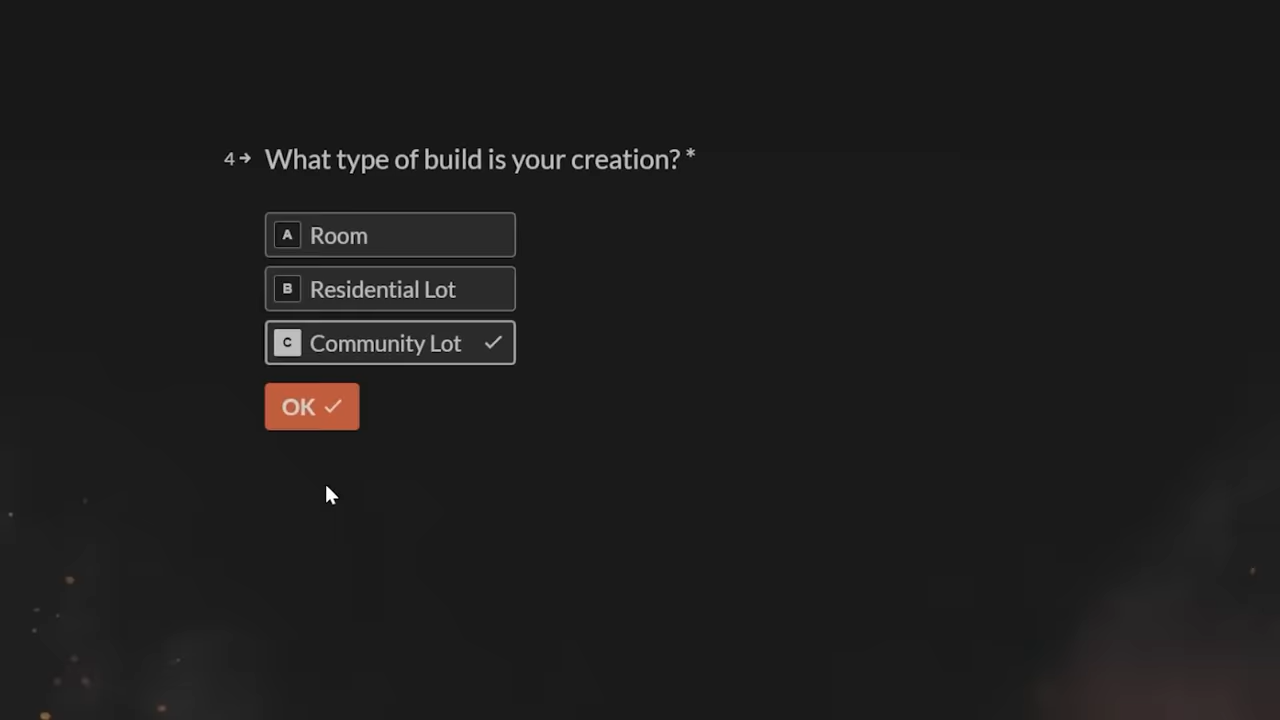 4→ What type of build is your creation? *
A Room
B Residential Lot
C Community Lot
OK